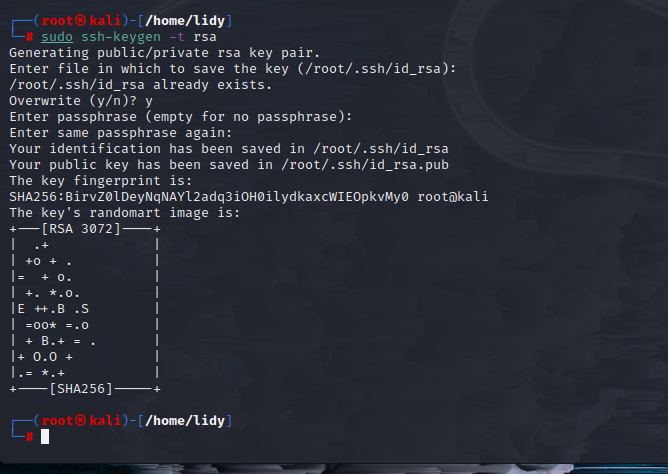 ┌──(root㉿kali)-[/home/lidy]
└─# sudo ssh-keygen -t rsa
Generating public/private rsa key pair.
Enter file in which to save the key (/root/.ssh/id_rsa):
/root/.ssh/id_rsa already exists.
Overwrite (y/n)? y
Enter passphrase (empty for no passphrase):
Enter same passphrase again:
Your identification has been saved in /root/.ssh/id_rsa
Your public key has been saved in /root/.ssh/id_rsa.pub
The key fingerprint is:
SHA256:BirvZ0lDeyNqNAYl2adq3iOH0ilydkaxcWIEOpkvMy0 root@kali
The key's randomart image is:
+---[RSA 3072]----+
|  .+             |
| +o + .          |
|=  + o.          |
| +. *.o.         |
|E ++.B .S        |
| =oo* =.o        |
| + B.+ = .       |
|+ O.O +          |
|.= *.+           |
+----[SHA256]-----+
┌──(root㉿kali)-[/home/lidy]
└─#